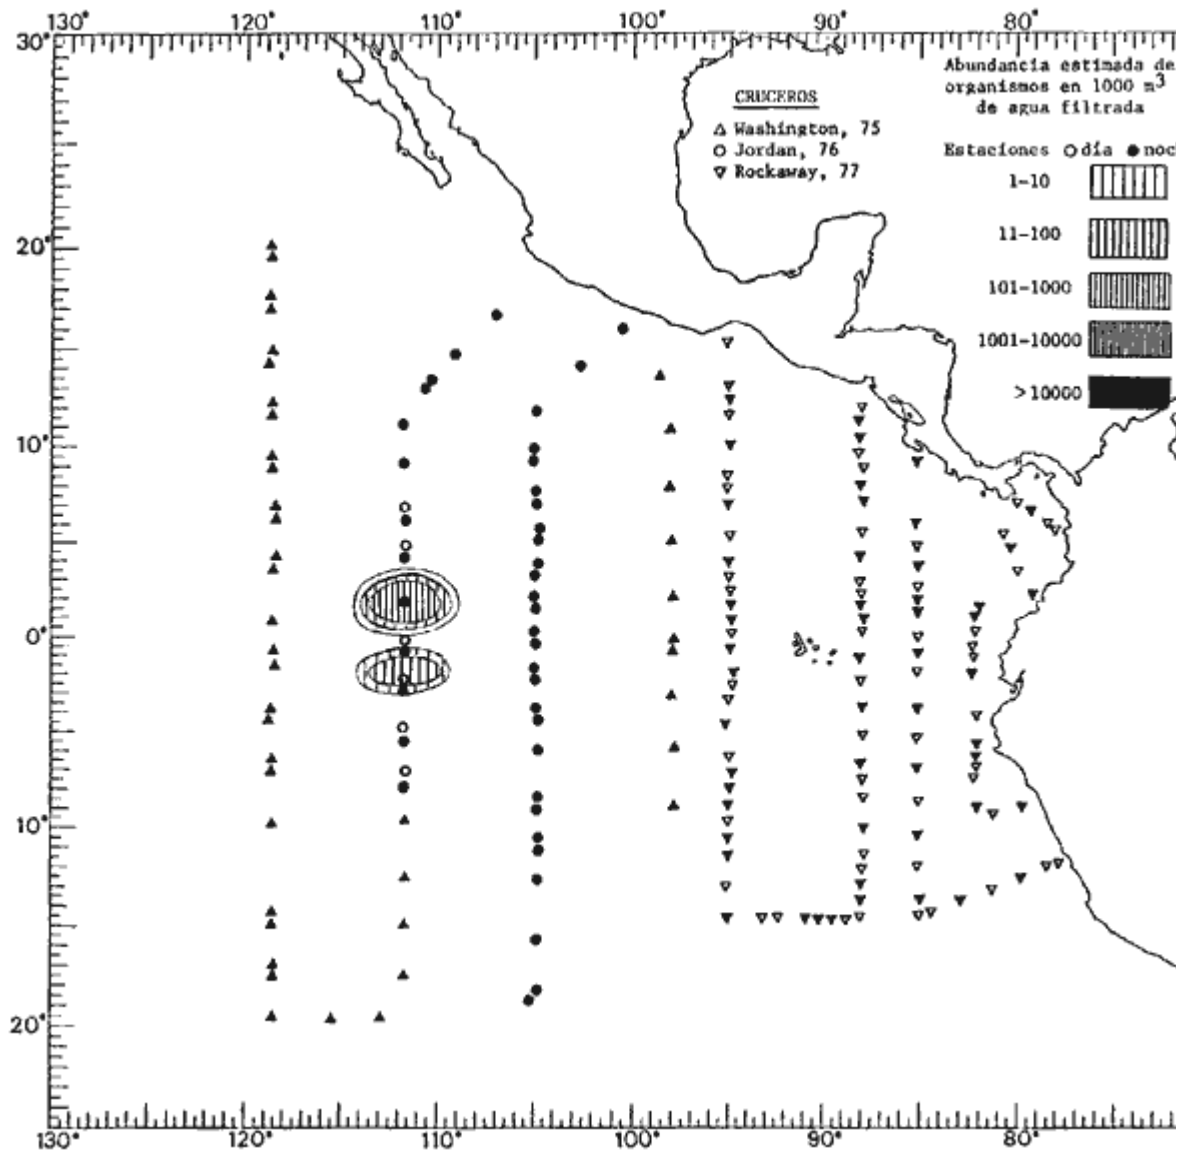 130° 120° 110° 100° 90° 80°
30°
20°
10°
0°
10°
20°
130° 120° 110° 100° 90° 80°
CRUCEROS
△ Washington, 75
○ Jordan, 76
▽ Rockaway, 77
Abundancia estimada de
organismos en 1000 m³
de agua filtrada
Estaciones ○ día ● noc
1-10
11-100
101-1000
1001-10000
>10000